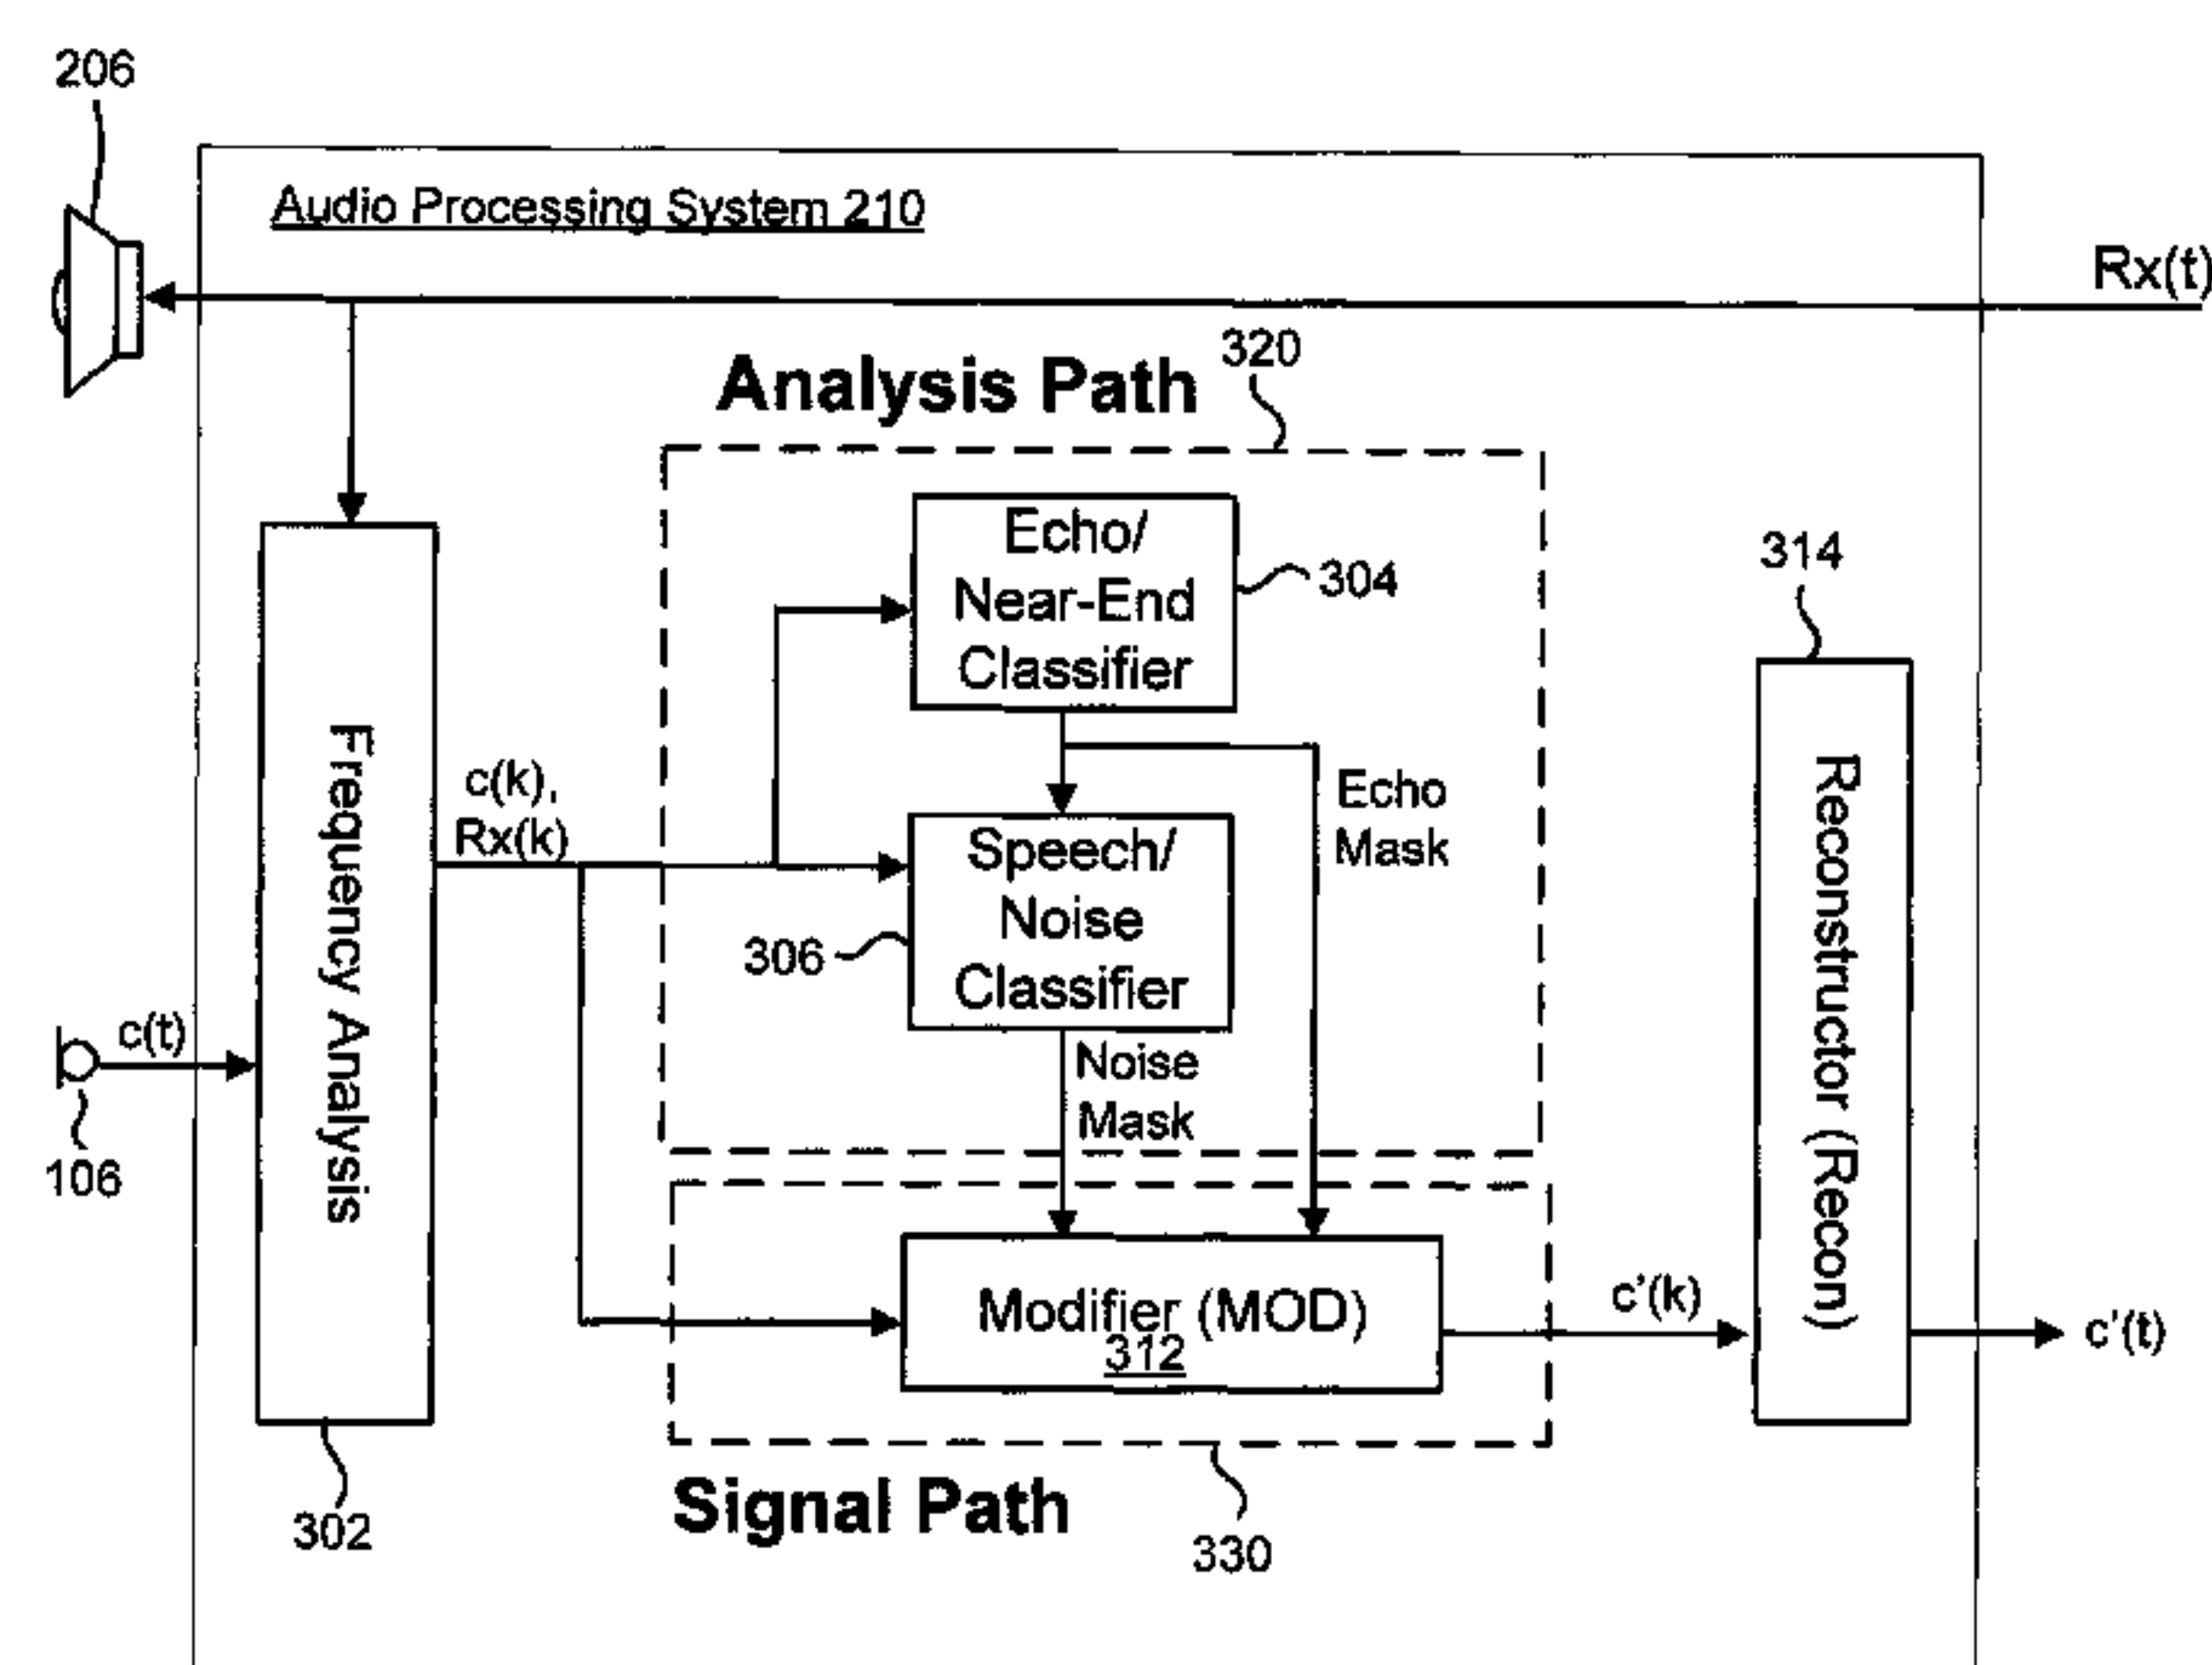 206
Audio Processing System 210
Rx(t)
320
Analysis Path
Echo/
Near-End
Classifier
304
314
c(k),
Rx(k)
Echo
Mask
Speech/
Noise
Classifier
306
Frequency Analysis
Reconstructor (Recon)
c(t)
106
Noise
Mask
Modifier (MOD)
312
c'(k)
c'(t)
302
Signal Path
330